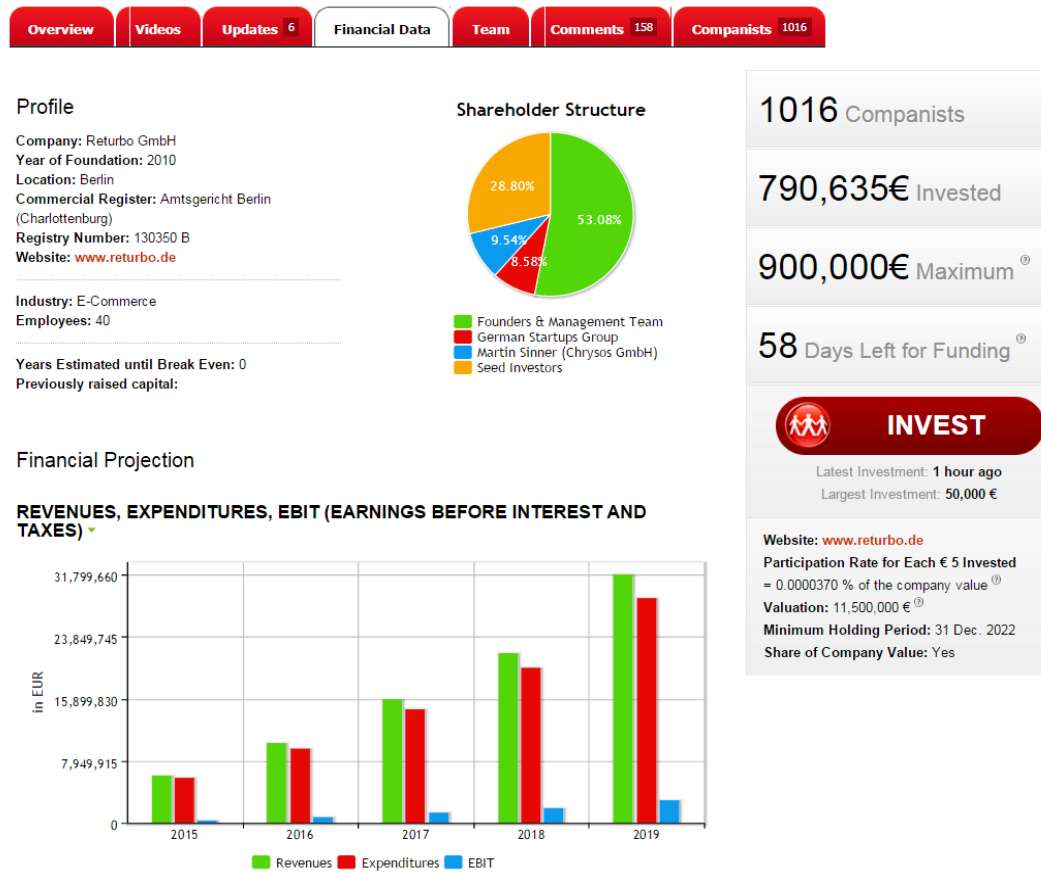 Overview
Videos
Updates 6
Financial Data
Team
Comments 158
Companists 1016
Profile
Company: Returbo GmbH
Year of Foundation: 2010
Location: Berlin
Commercial Register: Amtsgericht Berlin
(Charlottenburg)
Registry Number: 130350 B
Website: www.returbo.de
Industry: E-Commerce
Employees: 40
Years Estimated until Break Even: 0
Previously raised capital:
Shareholder Structure
28.80%
53.08%
9.54%
8.58%
Founders & Management Team
German Startups Group
Martin Sinner (Chrysos GmbH)
Seed Investors
Financial Projection
REVENUES, EXPENDITURES, EBIT (EARNINGS BEFORE INTEREST AND
TAXES)
31,799,660
23,849,745
15,899,830
7,949,915
0
in EUR
2015
2016
2017
2018
2019
Revenues
Expenditures
EBIT
1016 Companists
790,635€ Invested
900,000€ Maximum ?
58 Days Left for Funding ?
INVEST
Latest Investment: 1 hour ago
Largest Investment: 50,000 €
Website: www.returbo.de
Participation Rate for Each € 5 Invested
= 0.0000370 % of the company value ?
Valuation: 11,500,000 € ?
Minimum Holding Period: 31 Dec. 2022
Share of Company Value: Yes